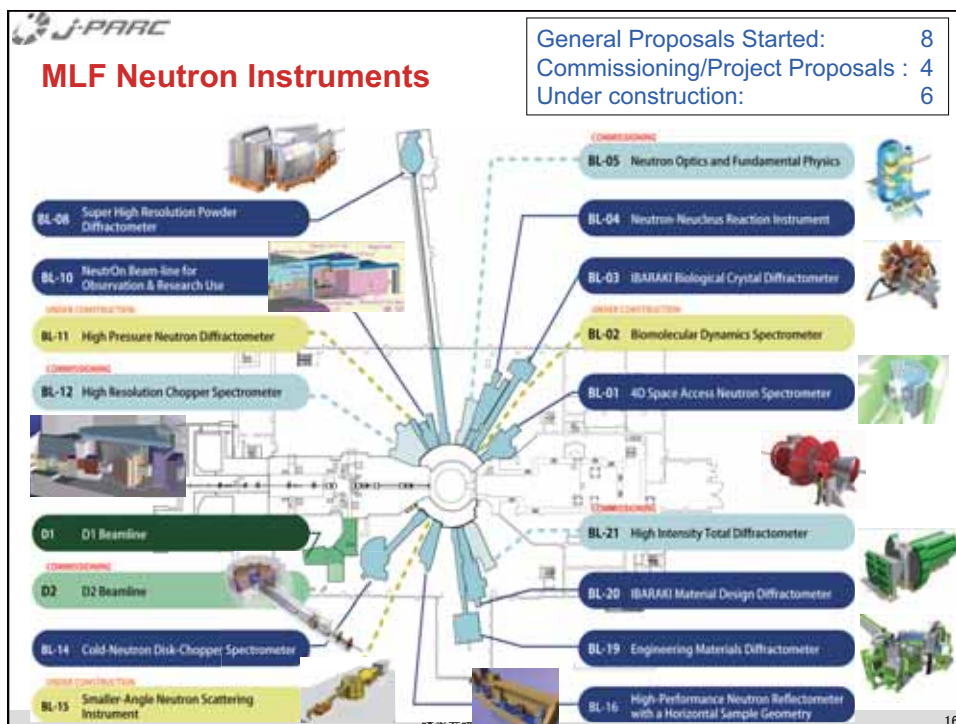 J-PARC
MLF Neutron Instruments
General Proposals Started: 8
Commissioning/Project Proposals : 4
Under construction: 6
BL-08 Super High Resolution Powder
Diffractometer
BL-10 NeutrOn Beam-line for
Observation & Research Use
UNDER CONSTRUCTION
BL-11 High Pressure Neutron Diffractometer
COMMISSIONING
BL-12 High Resolution Chopper Spectrometer
D1 D1 Beamline
COMMISSIONING
D2 D2 Beamline
BL-14 Cold-Neutron Disk-Chopper Spectrometer
UNDER CONSTRUCTION
BL-15 Smaller-Angle Neutron Scattering
Instrument
COMMISSIONING
BL-05 Neutron Optics and Fundamental Physics
BL-04 Neutron-Neucleus Reaction Instrument
BL-03 IBARAKI Biological Crystal Diffractometer
UNDER CONSTRUCTION
BL-02 Biomolecular Dynamics Spectrometer
BL-01 4D Space Access Neutron Spectrometer
COMMISSIONING
BL-21 High Intensity Total Diffractometer
BL-20 IBARAKI Material Design Diffractometer
BL-19 Engineering Materials Diffractometer
BL-16 High-Performance Neutron Reflectometer
with a Horizontal Sample Geometry
16